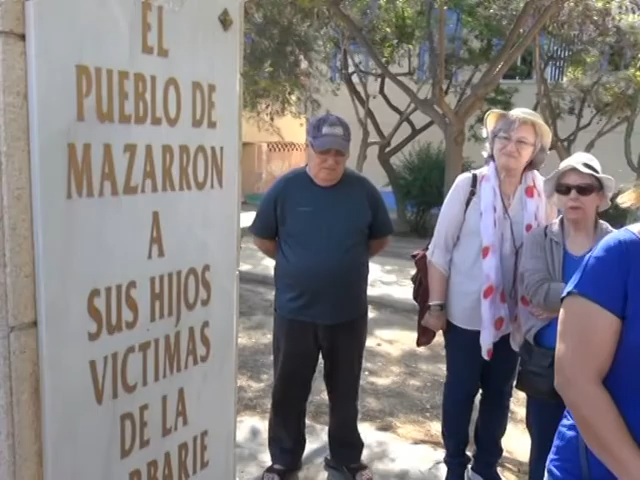 EL
PUEBLO DE
MAZARRON
A
SUS HIJOS
VICTIMAS
DE LA